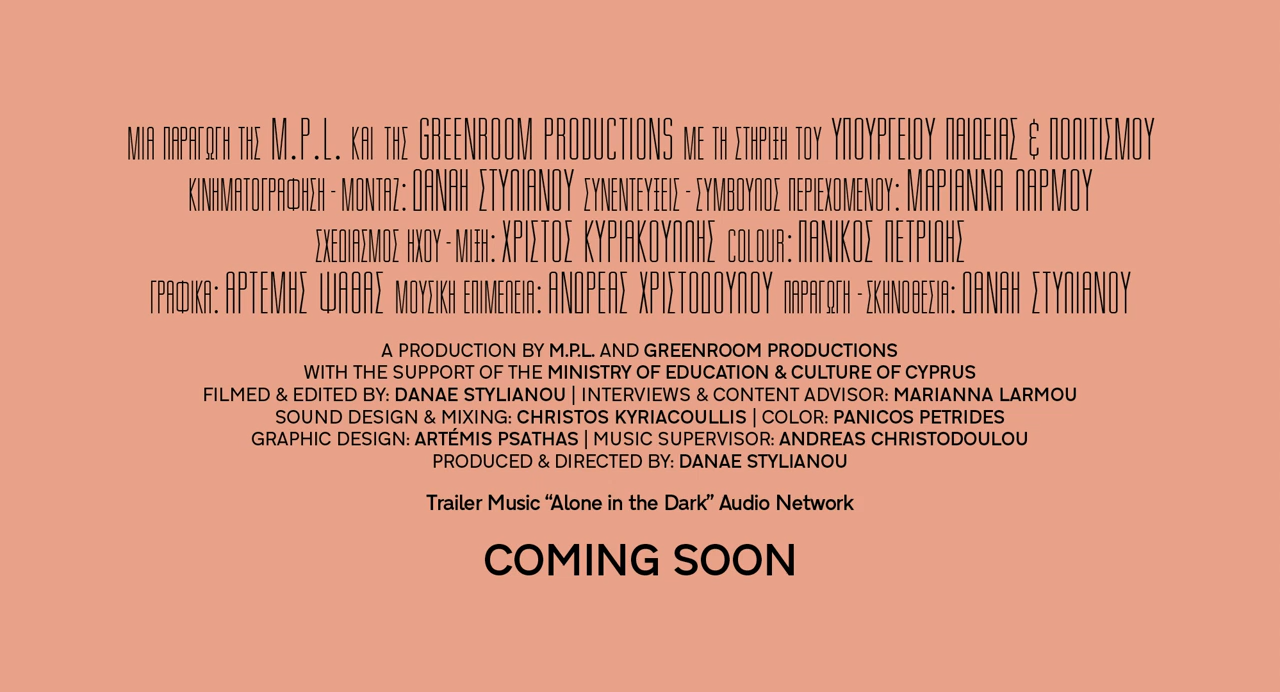 ΜΙΑ ΠΑΡΑΓΩΓΗ ΤΗΣ M.P.L. ΚΑΙ ΤΗΣ GREENROOM PRODUCTIONS ΜΕ ΤΗ ΣΤΗΡΙΞΗ ΤΟΥ ΥΠΟΥΡΓΕΙΟΥ ΠΑΙΔΕΙΑΣ & ΠΟΛΙΤΙΣΜΟΥ
ΚΙΝΗΜΑΤΟΓΡΑΦΗΣΗ - ΜΟΝΤΑΖ: ΔΑΝΑΗ ΣΤΥΛΙΑΝΟΥ ΣΥΝΕΝΤΕΥΞΕΙΣ - ΣΥΜΒΟΥΛΟΣ ΠΕΡΙΕΧΟΜΕΝΟΥ: ΜΑΡΙΑΝΝΑ ΛΑΡΜΟΥ
ΣΧΕΔΙΑΣΜΟΣ ΗΧΟΥ - ΜΙΞΗ: ΧΡΙΣΤΟΣ ΚΥΡΙΑΚΟΥΛΛΗΣ COLOUR: ΠΑΝΙΚΟΣ ΠΕΤΡΙΔΗΣ
ΓΡΑΦΙΚΑ: ΑΡΤΕΜΗΣ ΨΑΘΑΣ ΜΟΥΣΙΚΗ ΕΠΙΜΕΛΕΙΑ: ΑΝΔΡΕΑΣ ΧΡΙΣΤΟΔΟΥΛΟΥ ΠΑΡΑΓΩΓΗ - ΣΚΗΝΟΘΕΣΙΑ: ΔΑΝΑΗ ΣΤΥΛΙΑΝΟΥ
A PRODUCTION BY M.P.L. AND GREENROOM PRODUCTIONS
WITH THE SUPPORT OF THE MINISTRY OF EDUCATION & CULTURE OF CYPRUS
FILMED & EDITED BY: DANAE STYLIANOU | INTERVIEWS & CONTENT ADVISOR: MARIANNA LARMOU
SOUND DESIGN & MIXING: CHRISTOS KYRIACOULLIS | COLOR: PANICOS PETRIDES
GRAPHIC DESIGN: ARTÉMIS PSATHAS | MUSIC SUPERVISOR: ANDREAS CHRISTODOULOU
PRODUCED & DIRECTED BY: DANAE STYLIANOU
Trailer Music “Alone in the Dark” Audio Network
COMING SOON